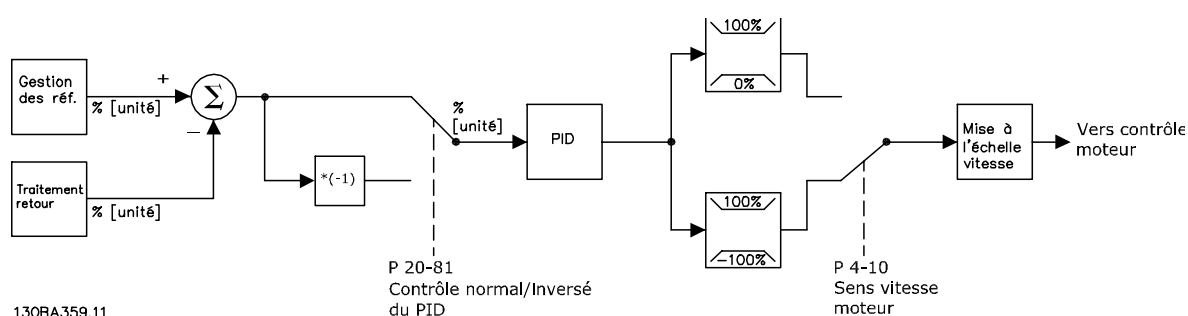 Gestion
des réf.
+
% [unité]
Σ
−
Traitement
retour
% [unité]
*(-1)
%
[unité]
P 20-81
Contrôle normal/Inversé
du PID
PID
100%
0%
100%
-100%
P 4-10
Sens vitesse
moteur
Mise à
l'échelle
vitesse
Vers contrôle
moteur
130BA359.11